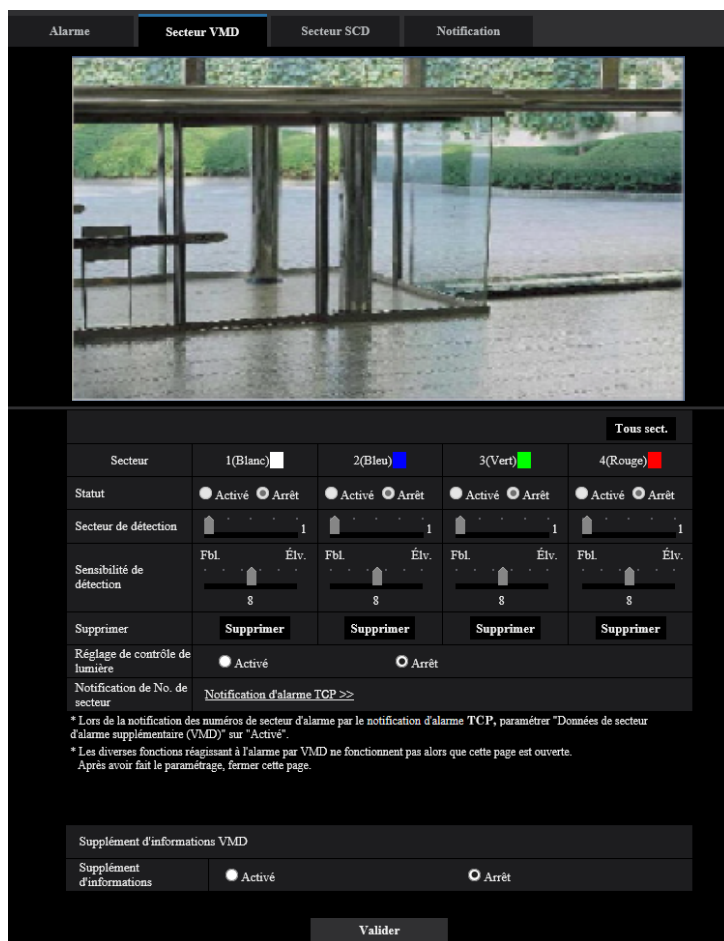 Alarme Secteur VMD Secteur SCD Notification
Tous sect.
Secteur 1(Blanc) 2(Bleu) 3(Vert) 4(Rouge)
Statut Activé Arrêt Activé Arrêt Activé Arrêt Activé Arrêt
Secteur de détection 1 1 1 1
Sensibilité de détection Fbl. Élv. Fbl. Élv. Fbl. Élv. Fbl. Élv.
8 8 8 8
Supprimer Supprimer Supprimer Supprimer Supprimer
Réglage de contrôle de lumière Activé Arrêt
Notification de No. de secteur Notification d'alarme TCP >>
* Lors de la notification des numéros de secteur d'alarme par le notification d'alarme TCP, paramétrer "Données de secteur
d'alarme supplémentaire (VMD)" sur "Activé".
* Les diverses fonctions réagissant à l'alarme par VMD ne fonctionnent pas alors que cette page est ouverte.
Après avoir fait le paramétrage, fermer cette page.
Supplément d'informations VMD
Supplément d'informations Activé Arrêt
Valider